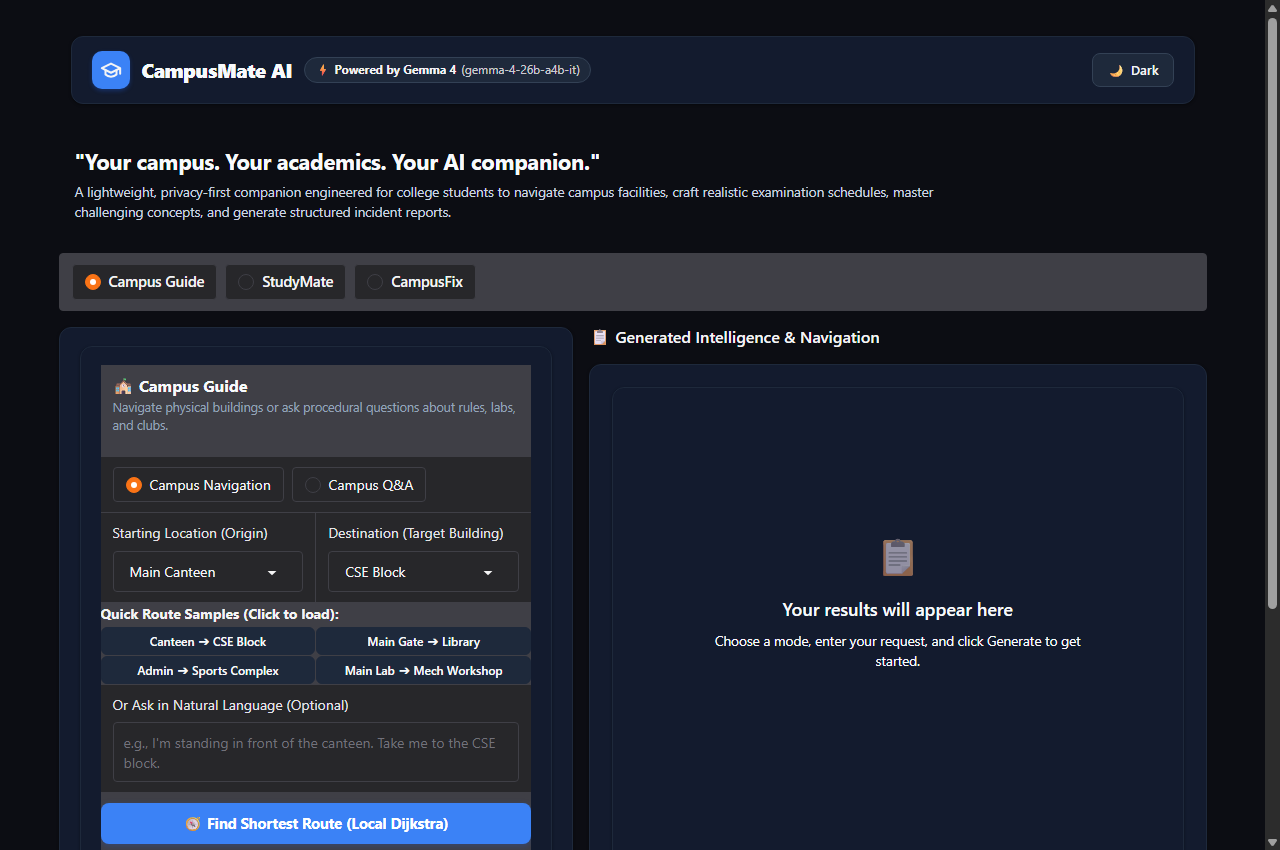 CampusMate AI
Powered by Gemma 4 (gemma-4-26b-a4b-it)
Dark
"Your campus. Your academics. Your AI companion."
A lightweight, privacy-first companion engineered for college students to navigate campus facilities, craft realistic examination schedules, master
challenging concepts, and generate structured incident reports.
Campus Guide
StudyMate
CampusFix
Campus Guide
Navigate physical buildings or ask procedural questions about rules, labs,
and clubs.
Campus Navigation
Campus Q&A
Starting Location (Origin)
Destination (Target Building)
Main Canteen
CSE Block
Quick Route Samples (Click to load):
Canteen → CSE Block
Main Gate → Library
Admin → Sports Complex
Main Lab → Mech Workshop
Or Ask in Natural Language (Optional)
e.g., I'm standing in front of the canteen. Take me to the CSE
block.
Find Shortest Route (Local Dijkstra)
Generated Intelligence & Navigation
Your results will appear here
Choose a mode, enter your request, and click Generate to get
started.